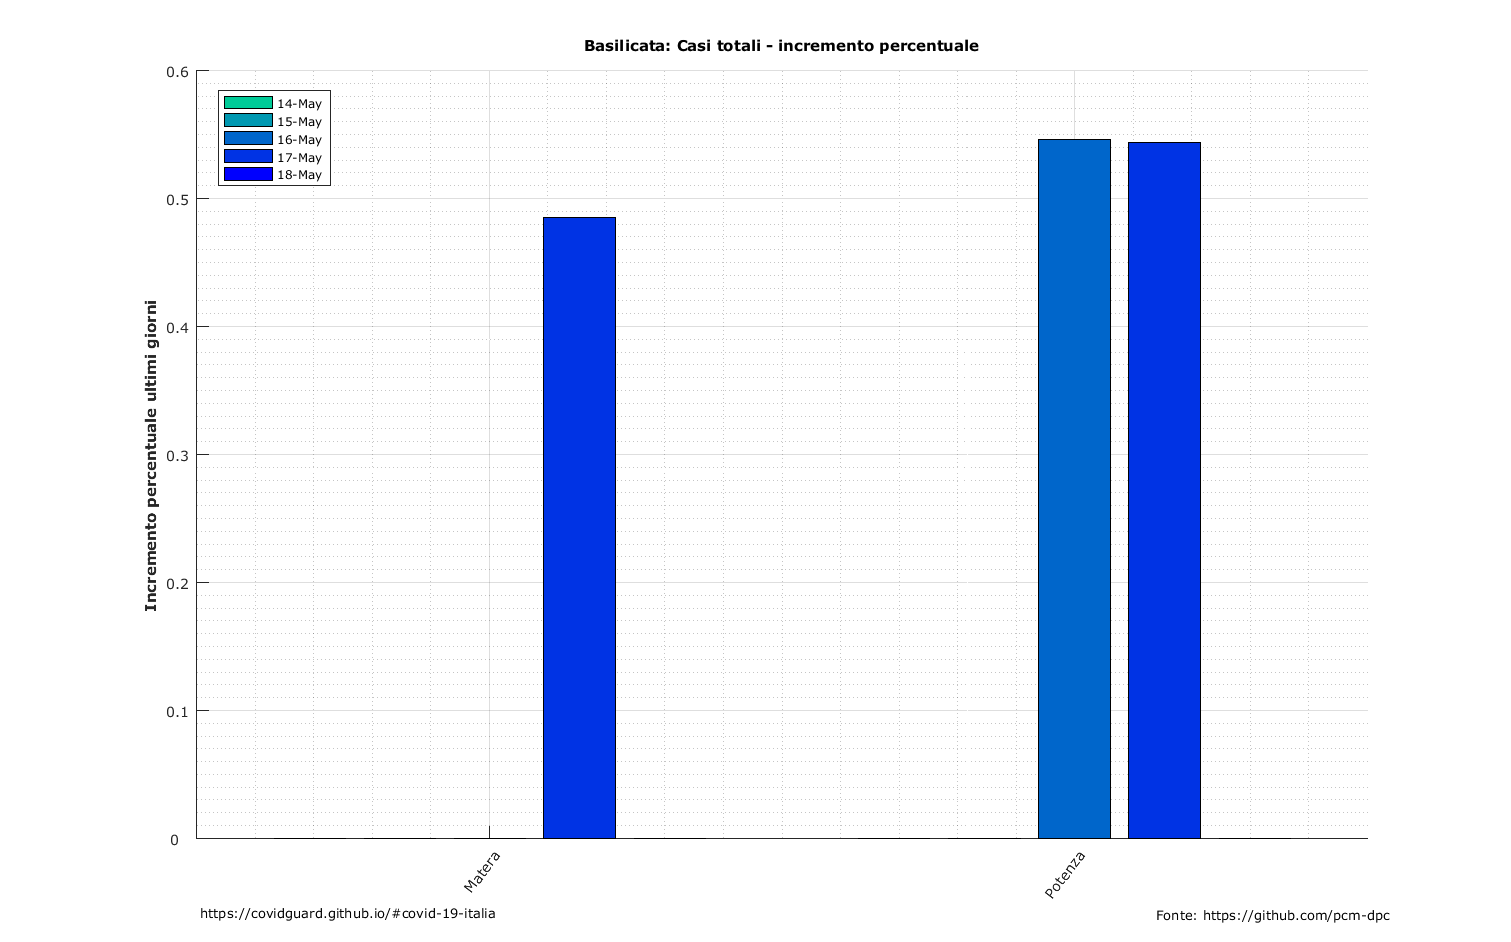 Basilicata: Casi totali - incremento percentuale
0.6
0.5
0.4
0.3
0.2
0.1
0
14-May
15-May
16-May
17-May
18-May
Incremento percentuale ultimi giorni
Matera
Potenza
https://covidguard.github.io/#covid-19-italia
Fonte: https://github.com/pcm-dpc